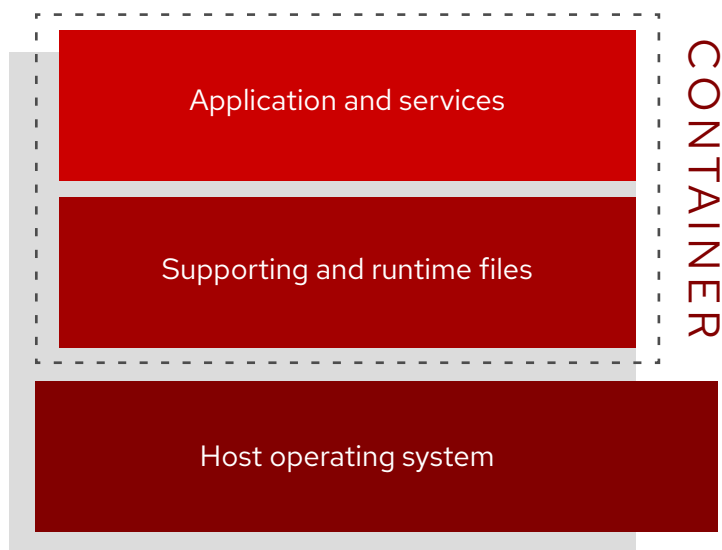 Application and services
CONTAINER
Supporting and runtime files
Host operating system